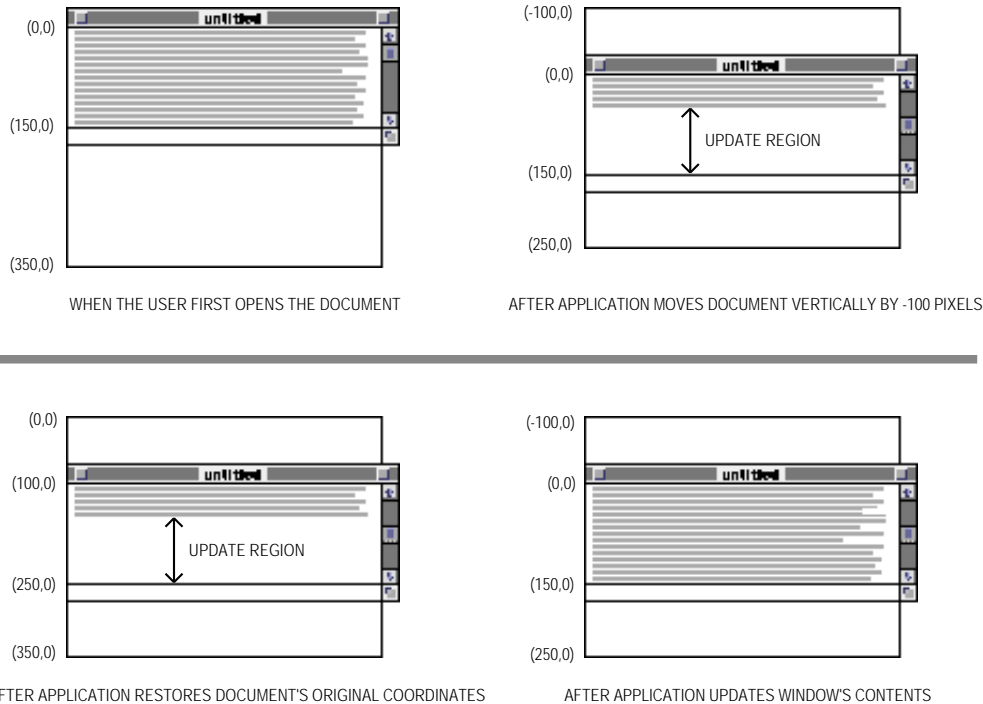 (0,0)
untitled
(150,0)
(350,0)
WHEN THE USER FIRST OPENS THE DOCUMENT
(-100,0)
untitled
(0,0)
UPDATE REGION
(150,0)
(250,0)
AFTER APPLICATION MOVES DOCUMENT VERTICALLY BY -100 PIXELS
(0,0)
untitled
(100,0)
UPDATE REGION
(250,0)
(350,0)
FTER APPLICATION RESTORES DOCUMENT'S ORIGINAL COORDINATES
(-100,0)
untitled
(0,0)
(150,0)
(250,0)
AFTER APPLICATION UPDATES WINDOW'S CONTENTS